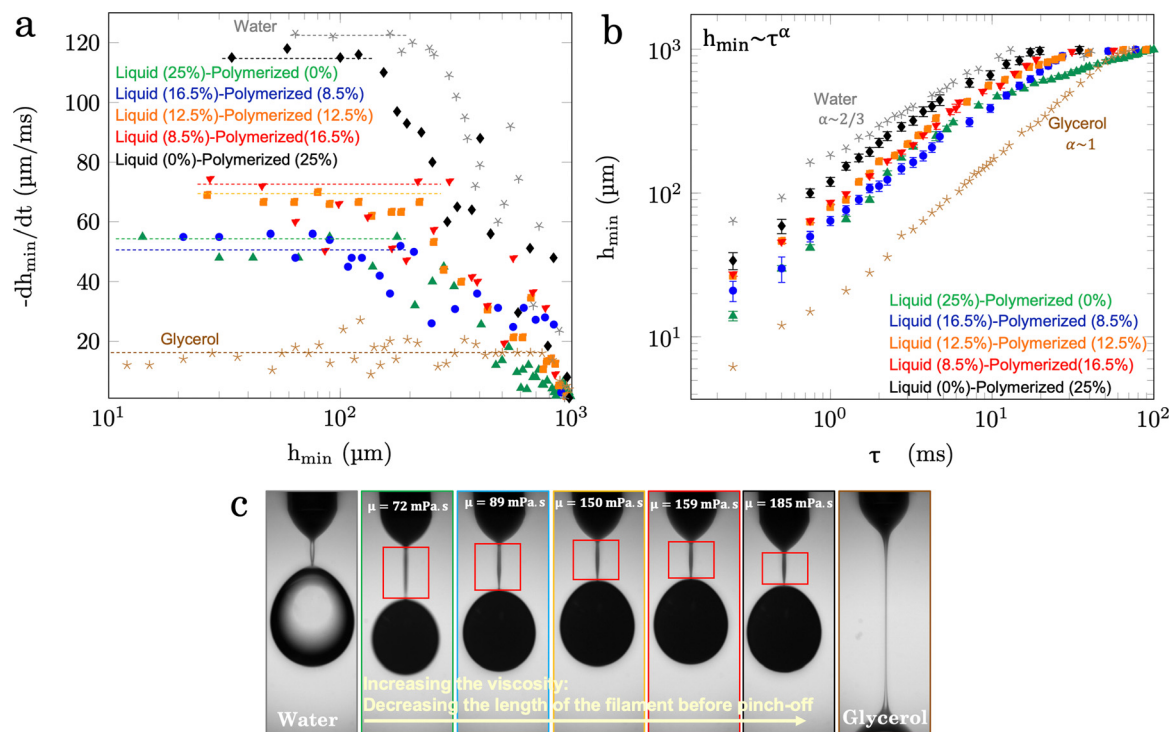 a
-dh_min/dt (µm/ms)
120
100
80
60
40
20
Water
Liquid (25%)-Polymerized (0%)
Liquid (16.5%)-Polymerized (8.5%)
Liquid (12.5%)-Polymerized (12.5%)
Liquid (8.5%)-Polymerized(16.5%)
Liquid (0%)-Polymerized (25%)
Glycerol
10^1
10^2
10^3
h_min (µm)
b
h_min (µm)
10^3
10^2
10^1
h_min~τ^α
Water
α~2/3
Glycerol
α~1
Liquid (25%)-Polymerized (0%)
Liquid (16.5%)-Polymerized (8.5%)
Liquid (12.5%)-Polymerized (12.5%)
Liquid (8.5%)-Polymerized(16.5%)
Liquid (0%)-Polymerized (25%)
10^0
10^1
10^2
τ (ms)
c
µ = 72 mPa.s
µ = 89 mPa.s
µ = 150 mPa.s
µ = 159 mPa.s
µ = 185 mPa.s
Increasing the viscosity:
Decreasing the length of the filament before pinch-off
Water
Glycerol